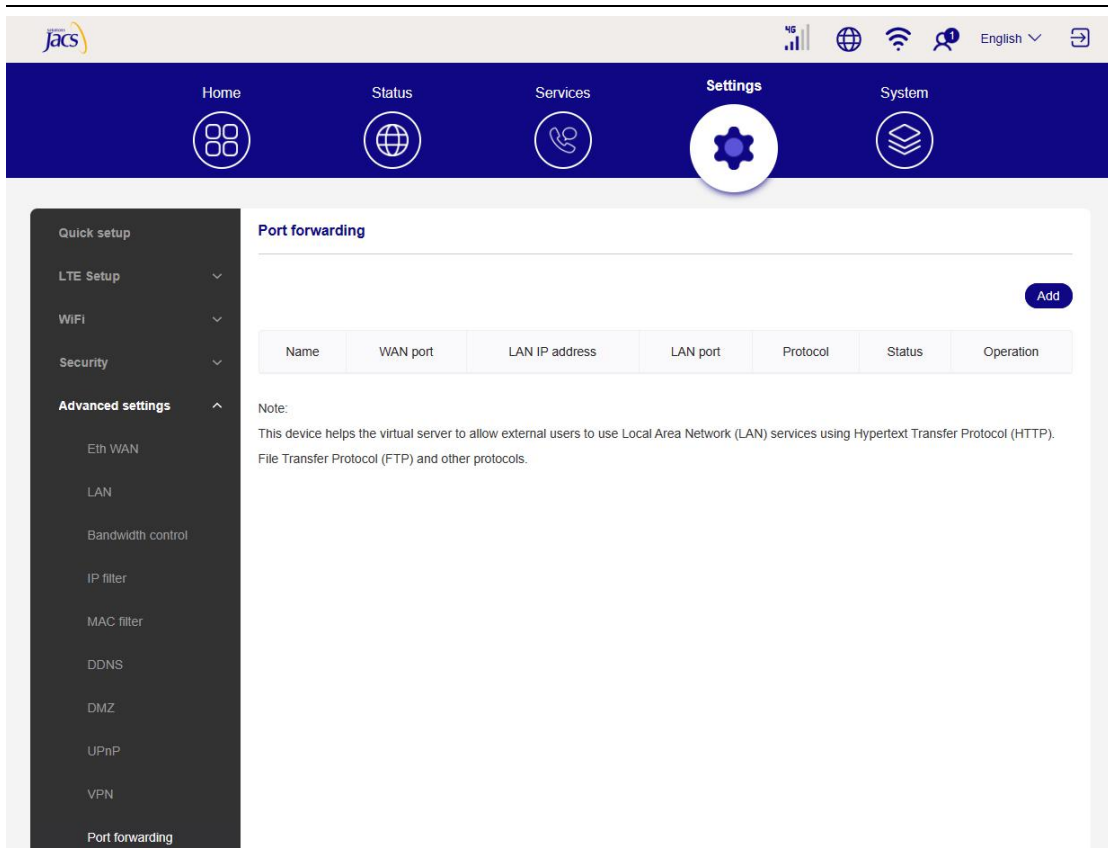 solutions
jacs
4G
1
English
Home
Status
Services
Settings
System
Quick setup
LTE Setup
WiFi
Security
Advanced settings
Eth WAN
LAN
Bandwidth control
IP filter
MAC filter
DDNS
DMZ
UPnP
VPN
Port forwarding
Port forwarding
Add
Name WAN port LAN IP address LAN port Protocol Status Operation
Note:
This device helps the virtual server to allow external users to use Local Area Network (LAN) services using Hypertext Transfer Protocol (HTTP).
File Transfer Protocol (FTP) and other protocols.